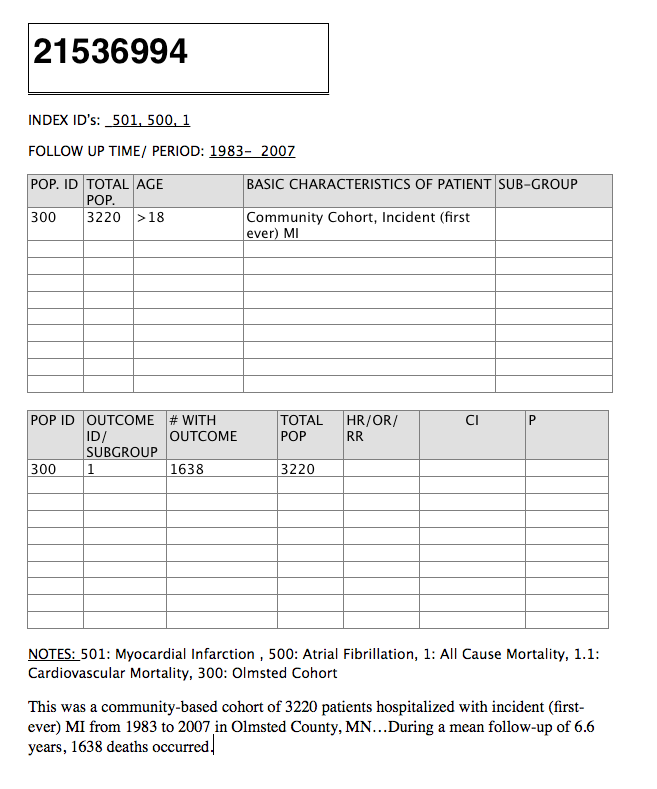 21536994
INDEX ID's: _501, 500, 1
FOLLOW UP TIME/ PERIOD: 1983- 2007
POP. ID TOTAL POP. AGE BASIC CHARACTERISTICS OF PATIENT SUB-GROUP
300 3220 >18 Community Cohort, Incident (first ever) MI
POP ID OUTCOME ID/ SUBGROUP # WITH OUTCOME TOTAL POP HR/OR/ RR CI P
300 1 1638 3220
NOTES: 501: Myocardial Infarction , 500: Atrial Fibrillation, 1: All Cause Mortality, 1.1:
Cardiovascular Mortality, 300: Olmsted Cohort
This was a community-based cohort of 3220 patients hospitalized with incident (first-
ever) MI from 1983 to 2007 in Olmsted County, MN…During a mean follow-up of 6.6
years, 1638 deaths occurred.